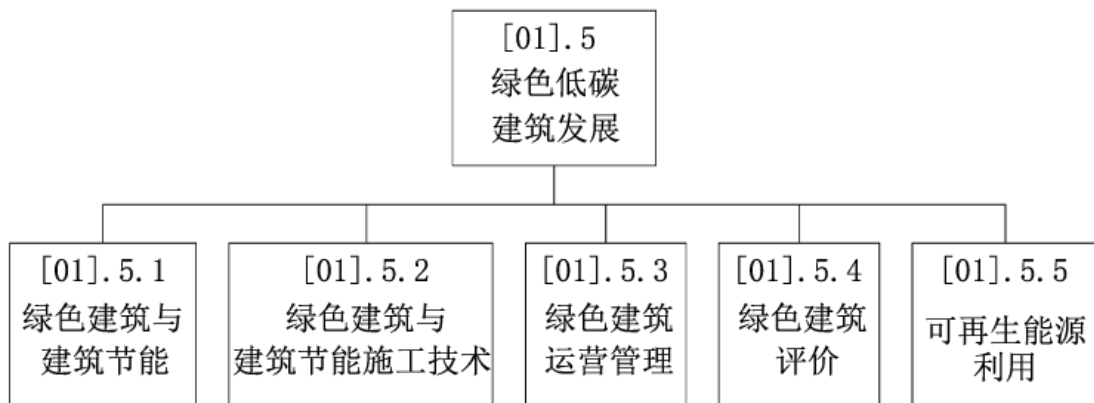 [01].5
绿色低碳
建筑发展
[01].5.1
绿色建筑与
建筑节能
[01].5.2
绿色建筑与
建筑节能施工技术
[01].5.3
绿色建筑
运营管理
[01].5.4
绿色建筑
评价
[01].5.5
可再生能源
利用